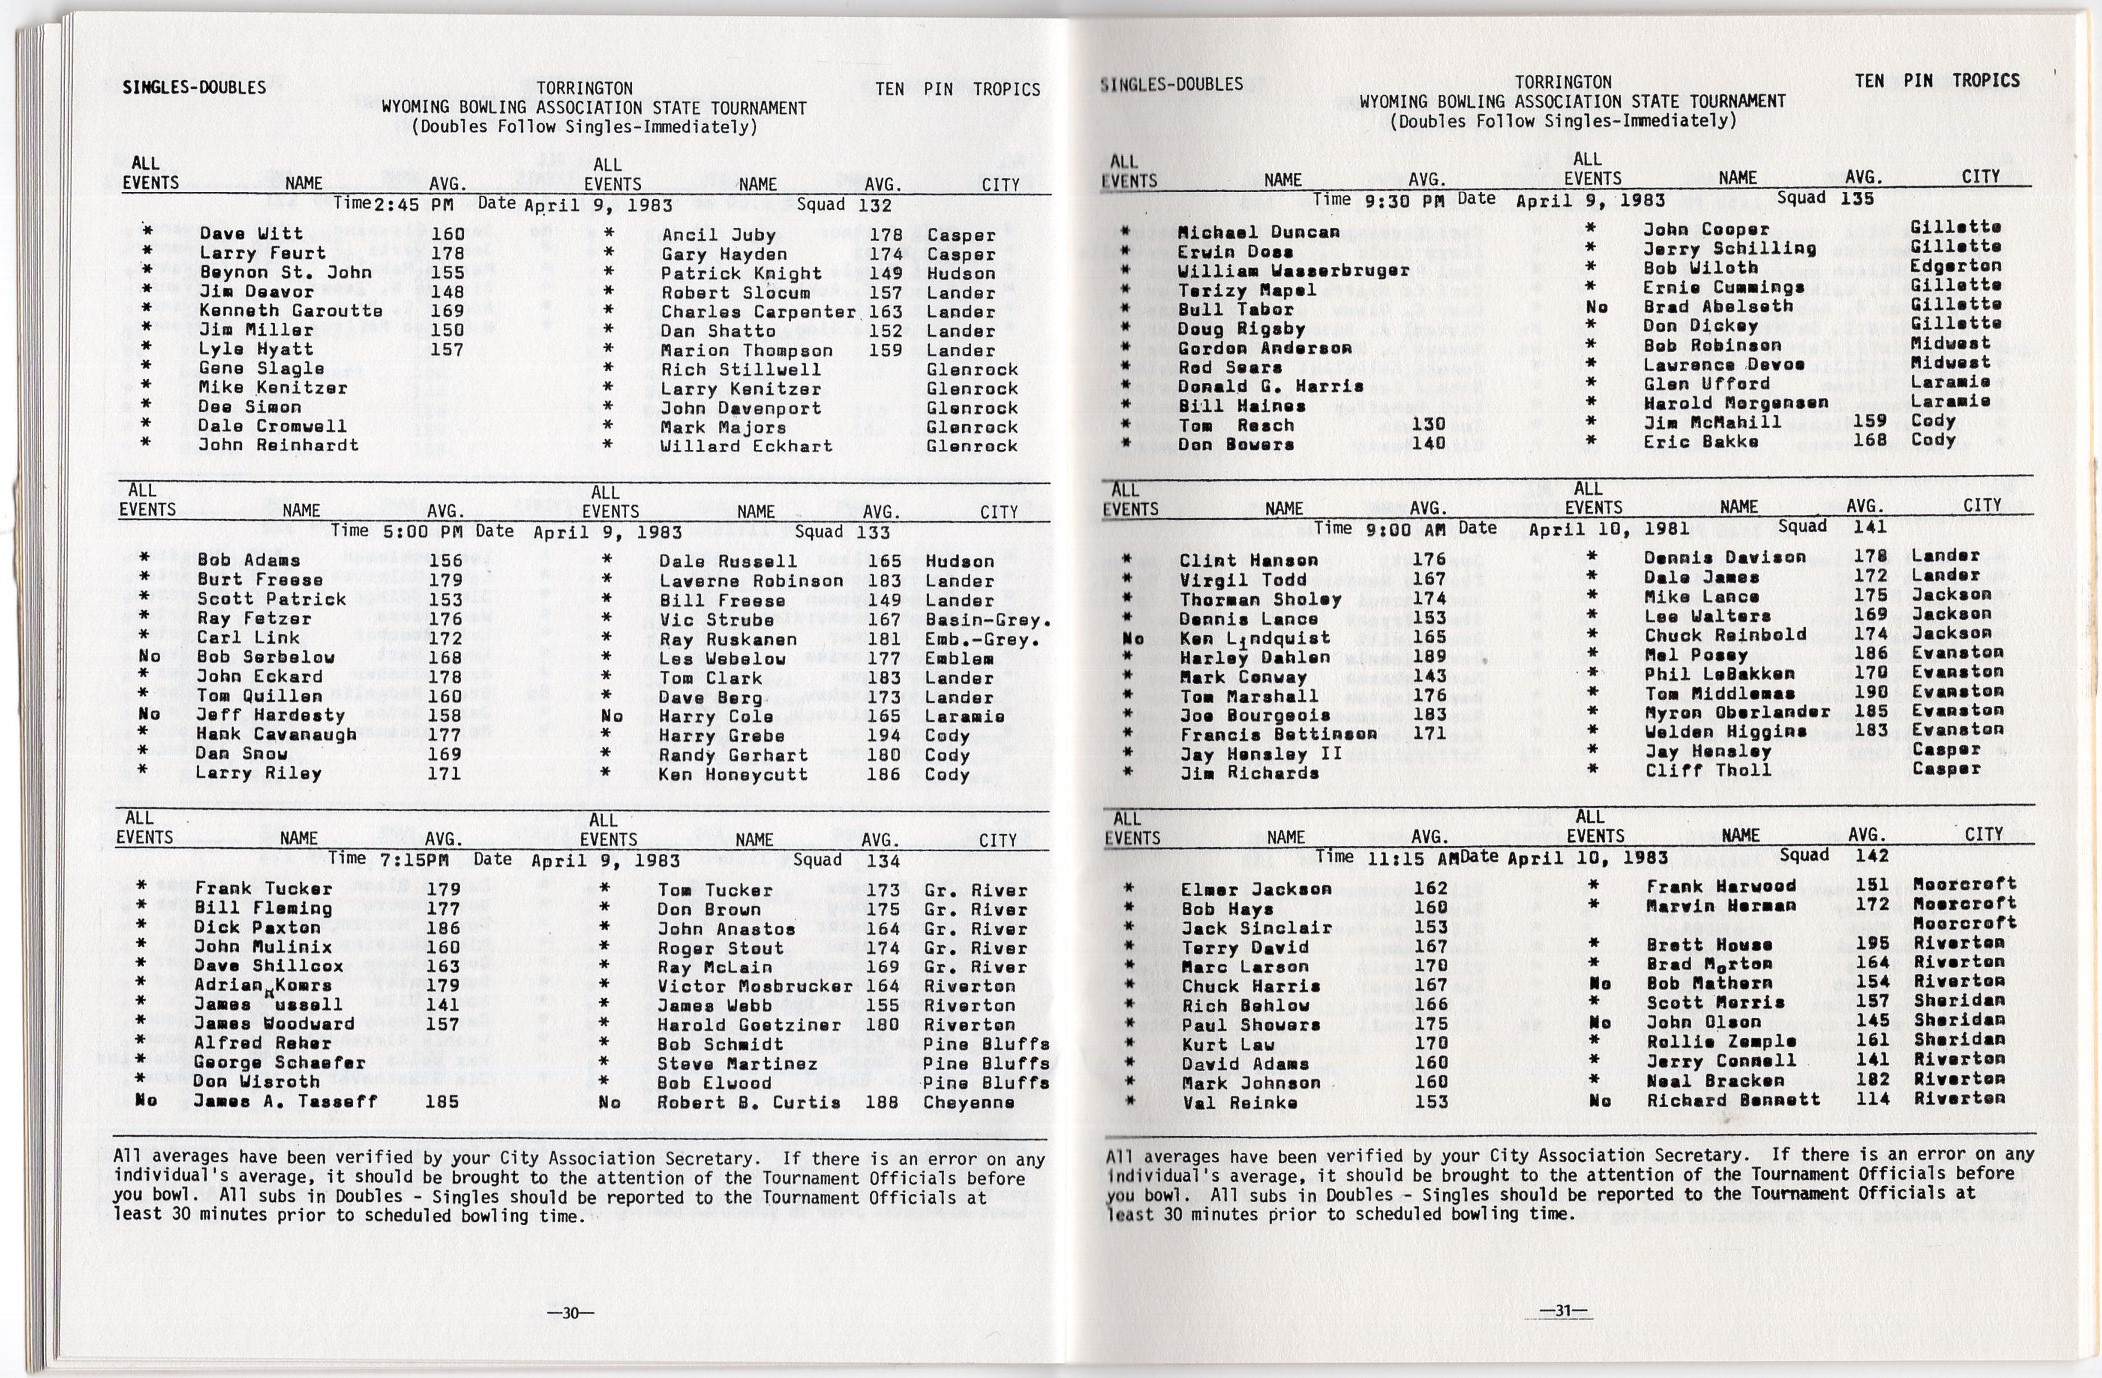 SINGLES-DOUBLES TORRINGTON TEN PIN TROPICS
WYOMING BOWLING ASSOCIATION STATE TOURNAMENT
(Doubles Follow Singles-Immediately)
ALL ALL
EVENTS NAME AVG. EVENTS NAME AVG. CITY
Time 2:45 PM Date April 9, 1983 Squad 132
* Dave Witt 160 * Ancil Juby 178 Casper
* Larry Feurt 178 * Gary Hayden 174 Casper
* Beynon St. John 155 * Patrick Knight 149 Hudson
* Jim Deavor 148 * Robert Slocum 157 Lander
* Kenneth Garoutte 169 * Charles Carpenter 163 Lander
* Jim Miller 150 * Dan Shatto 152 Lander
* Lyle Hyatt 157 * Marion Thompson 159 Lander
* Gene Slagle * Rich Stillwell Glenrock
* Mike Kenitzer * Larry Kenitzer Glenrock
* Dee Simon * John Davenport Glenrock
* Dale Cromwell * Mark Majors Glenrock
* John Reinhardt * Willard Eckhart Glenrock
ALL ALL
EVENTS NAME AVG. EVENTS NAME AVG. CITY
Time 5:00 PM Date April 9, 1983 Squad 133
* Bob Adams 156 * Dale Russell 165 Hudson
* Burt Freese 179 * Laverne Robinson 183 Lander
* Scott Patrick 153 * Bill Freese 149 Lander
* Ray Fetzer 176 * Vic Strube 167 Basin-Grey.
* Carl Link 172 * Ray Ruskanen 181 Emb.-Grey.
No Bob Serbelow 168 * Les Webelow 177 Emblem
* John Eckard 178 * Tom Clark 183 Lander
* Tom Quillen 160 * Dave Berg 173 Lander
No Jeff Hardesty 158 No Harry Cole 165 Laramie
* Hank Cavanaugh 177 * Harry Grebe 194 Cody
* Dan Snow 169 * Randy Gerhart 180 Cody
* Larry Riley 171 * Ken Honeycutt 186 Cody
ALL ALL
EVENTS NAME AVG. EVENTS NAME AVG. CITY
Time 7:15PM Date April 9, 1983 Squad 134
* Frank Tucker 179 * Tom Tucker 173 Gr. River
* Bill Fleming 177 * Don Brown 175 Gr. River
* Dick Paxton 186 * John Anastos 164 Gr. River
* John Mulinix 160 * Roger Stout 174 Gr. River
* Dave Shillcox 163 * Ray McLain 169 Gr. River
* Adrian Komrs 179 * Victor Mosbrucker 164 Riverton
* James Russell 141 * James Webb 155 Riverton
* James Woodward 157 * Harold Goetziner 180 Riverton
* Alfred Reher * Bob Schmidt Pine Bluffs
* George Schaefer * Steve Martinez Pine Bluffs
* Don Wisroth * Bob Elwood Pine Bluffs
No James A. Tasseff 185 No Robert B. Curtis 188 Cheyenne
All averages have been verified by your City Association Secretary. If there is an error on any
individual's average, it should be brought to the attention of the Tournament Officials before
you bowl. All subs in Doubles - Singles should be reported to the Tournament Officials at
least 30 minutes prior to scheduled bowling time.
—30—
SINGLES-DOUBLES TORRINGTON TEN PIN TROPICS
WYOMING BOWLING ASSOCIATION STATE TOURNAMENT
(Doubles Follow Singles-Immediately)
ALL ALL
EVENTS NAME AVG. EVENTS NAME AVG. CITY
Time 9:30 PM Date April 9, 1983 Squad 135
* Michael Duncan * John Cooper Gillette
* Erwin Doss * Jerry Schilling Gillette
* William Wasserbruger * Bob Wiloth Edgerton
* Terizy Mapel * Ernie Cummings Gillette
* Bull Tabor No Brad Abelseth Gillette
* Doug Rigsby * Don Dickey Gillette
* Gordon Anderson * Bob Robinson Midwest
* Rod Sears * Lawrence Devoe Midwest
* Donald G. Harris * Glen Ufford Laramie
* Bill Haines * Harold Morgensen Laramie
* Tom Resch 130 * Jim McMahill 159 Cody
* Don Bowers 140 * Eric Bakke 168 Cody
ALL ALL
EVENTS NAME AVG. EVENTS NAME AVG. CITY
Time 9:00 AM Date April 10, 1981 Squad 141
* Clint Hanson 176 * Dennis Davison 178 Lander
* Virgil Todd 167 * Dale James 172 Lander
* Thorman Sholey 174 * Mike Lance 175 Jackson
* Dennis Lance 153 * Lee Walters 169 Jackson
No Ken Lindquist 165 * Chuck Reinbold 174 Jackson
* Harley Dahlen 189 * Mel Posey 186 Evanston
* Mark Conway 143 * Phil LeBakken 170 Evanston
* Tom Marshall 176 * Tom Middlemas 190 Evanston
* Joe Bourgeois 183 * Myron Oberlander 185 Evanston
* Francis Bettinson 171 * Welden Higgins 183 Evanston
* Jay Hensley II * Jay Hensley Casper
* Jim Richards * Cliff Tholl Casper
ALL ALL
EVENTS NAME AVG. EVENTS NAME AVG. CITY
Time 11:15 AM Date April 10, 1983 Squad 142
* Elmer Jackson 162 * Frank Harwood 151 Moorcroft
* Bob Hays 160 * Marvin Herman 172 Moorcroft
* Jack Sinclair 153 Moorcroft
* Terry David 167 * Brett House 195 Riverton
* Marc Larson 170 * Brad Morton 164 Riverton
* Chuck Harris 167 No Bob Mathern 154 Riverton
* Rich Behlow 166 * Scott Morris 157 Sheridan
* Paul Showers 175 No John Olson 145 Sheridan
* Kurt Law 170 * Rollie Zemple 161 Sheridan
* David Adams 160 * Jerry Connell 141 Riverton
* Mark Johnson 160 * Neal Bracken 182 Riverton
* Val Reinke 153 No Richard Bennett 114 Riverton
All averages have been verified by your City Association Secretary. If there is an error on any
individual's average, it should be brought to the attention of the Tournament Officials before
you bowl. All subs in Doubles - Singles should be reported to the Tournament Officials at
least 30 minutes prior to scheduled bowling time.
—31—